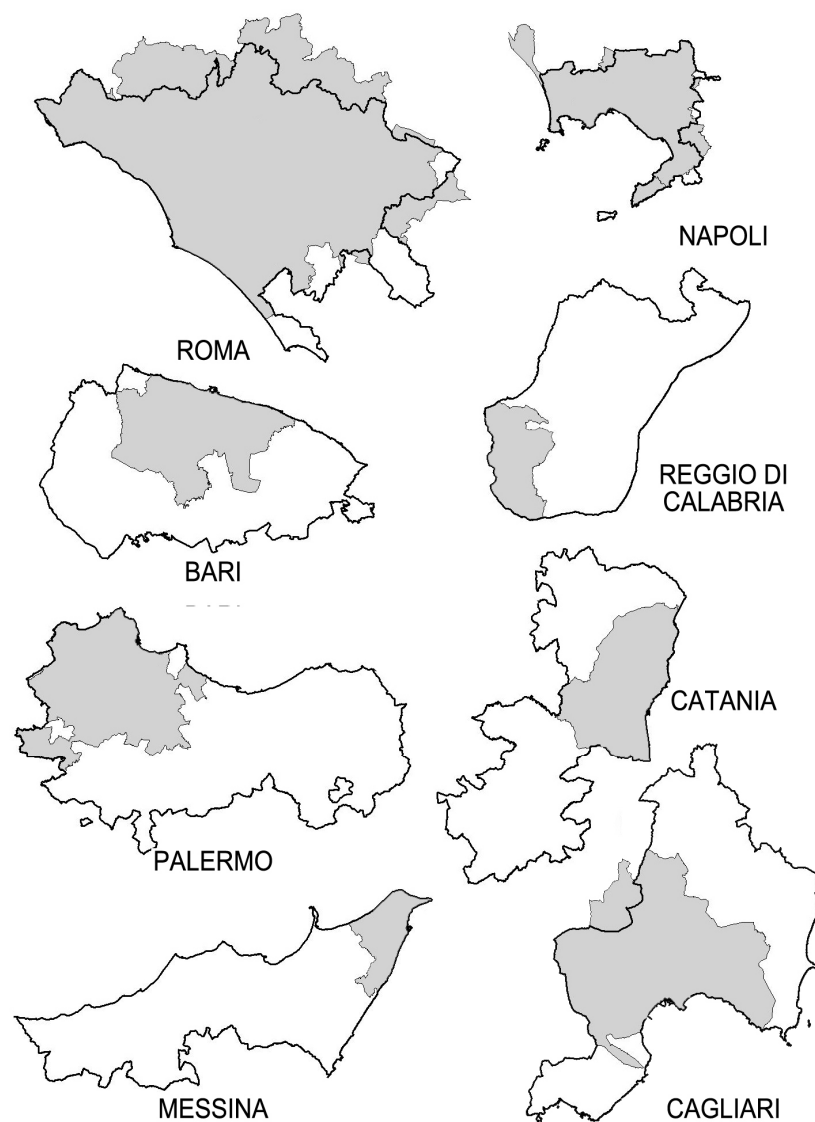 ROMA
NAPOLI
BARI
REGGIO DI
CALABRIA
PALERMO
CATANIA
MESSINA
CAGLIARI